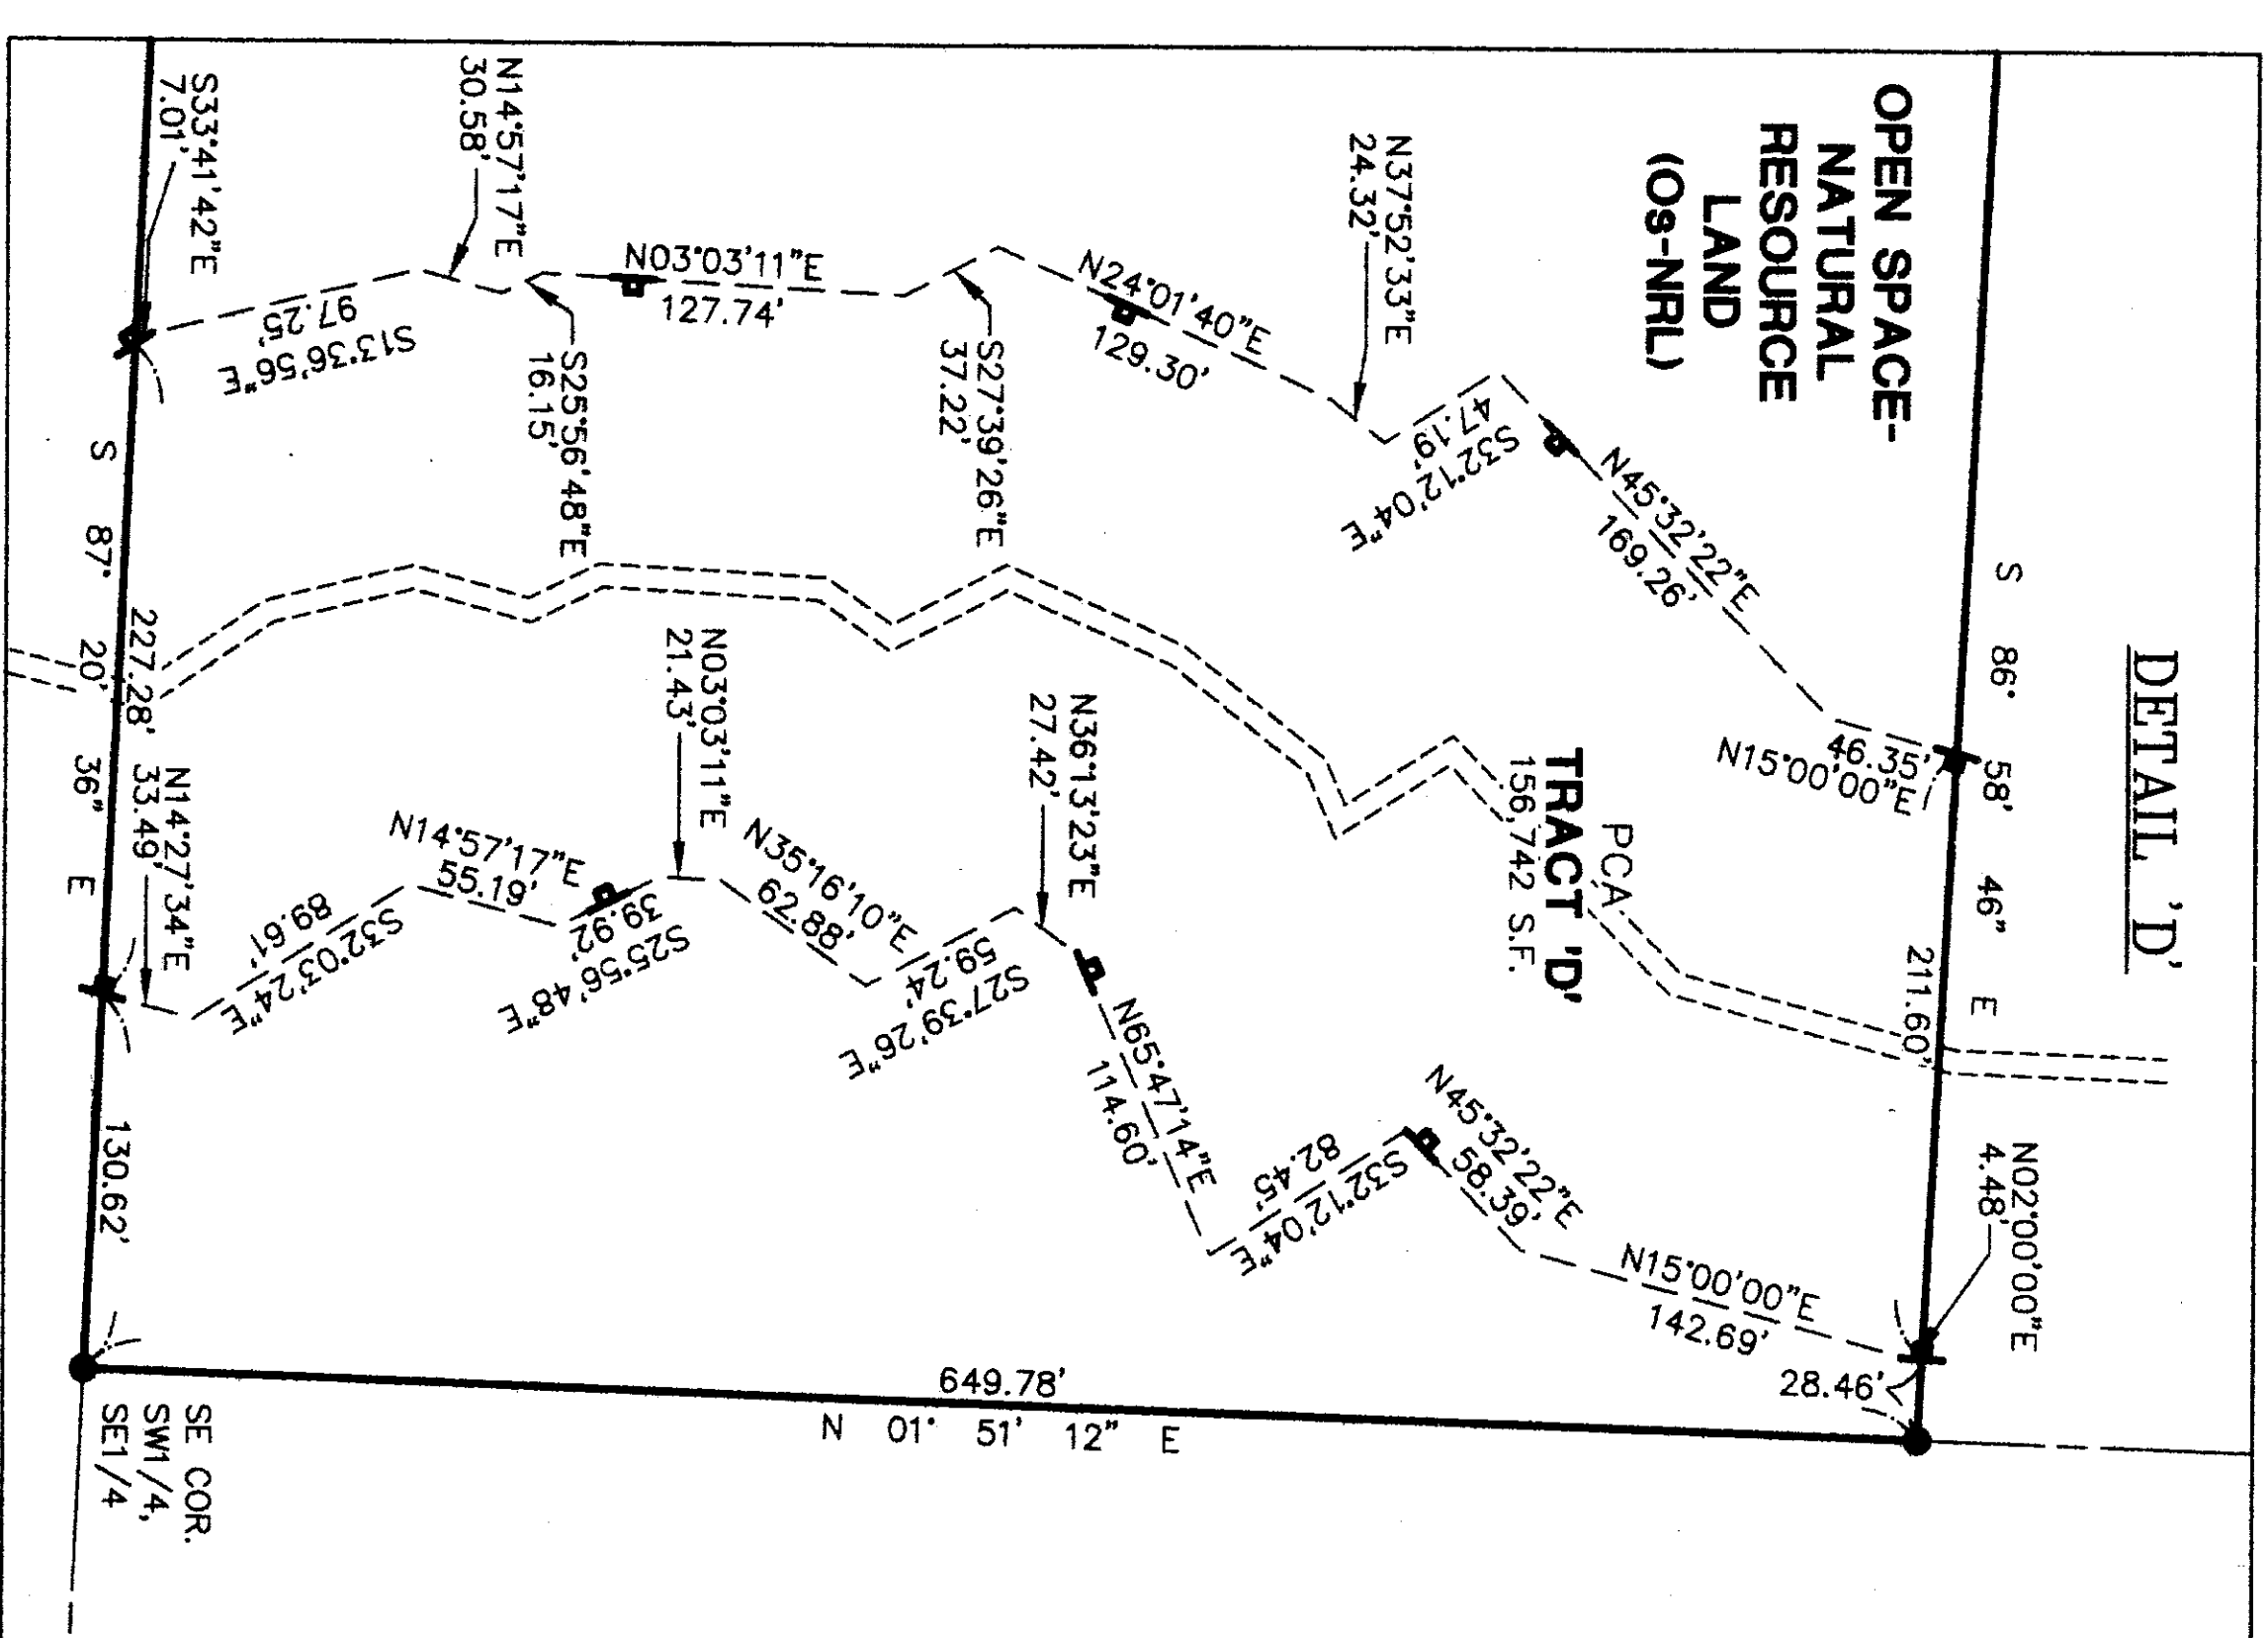 DETAIL 'D'
OPEN SPACE-
NATURAL
RESOURCE
LAND
(Os-NRL)
S 86° 58' 46" E
211.60'
N02°00'00"E
4.48'
28.46'
46.35'
N15°00'00"E
N45°32'22"E
169.26'
S32°12'04"E
47.19'
N37°52'33"E
24.32'
N24°01'40"E
129.30'
S27°39'26"E
37.22'
N03°03'11"E
127.74'
S25°56'48"E
16.15'
N14°57'17"E
30.58'
S13°36'56"E
97.25'
S33°41'42"E
7.01'
PCA
TRACT 'D'
156,742 S.F.
N15°00'00"E
142.69'
N45°32'22"E
58.39'
S32°12'04"E
82.45'
N65°47'14"E
114.60'
N36°13'23"E
27.42'
S27°39'26"E
59.24'
N35°16'10"E
62.88'
N03°03'11"E
21.43'
S25°56'48"E
39.92'
N14°57'17"E
55.19'
S32°03'24"E
89.61'
N14°27'34"E
33.49'
227.28'
S 87° 20' 36" E
130.62'
649.78'
N 01° 51' 12" E
SE COR.
SW1/4,
SE1/4